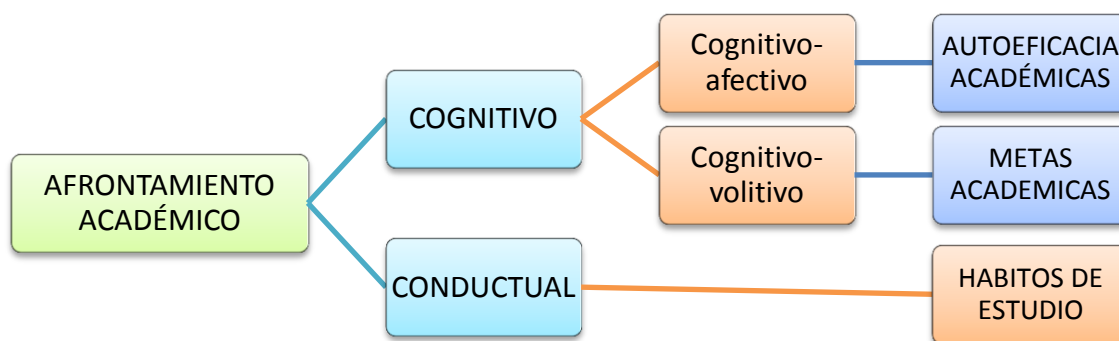 AFRONTAMIENTO
ACADÉMICO
COGNITIVO
Cognitivo-
afectivo
AUTOEFICACIA
ACADÉMICAS
Cognitivo-
volitivo
METAS
ACADEMICAS
CONDUCTUAL
HABITOS DE
ESTUDIO